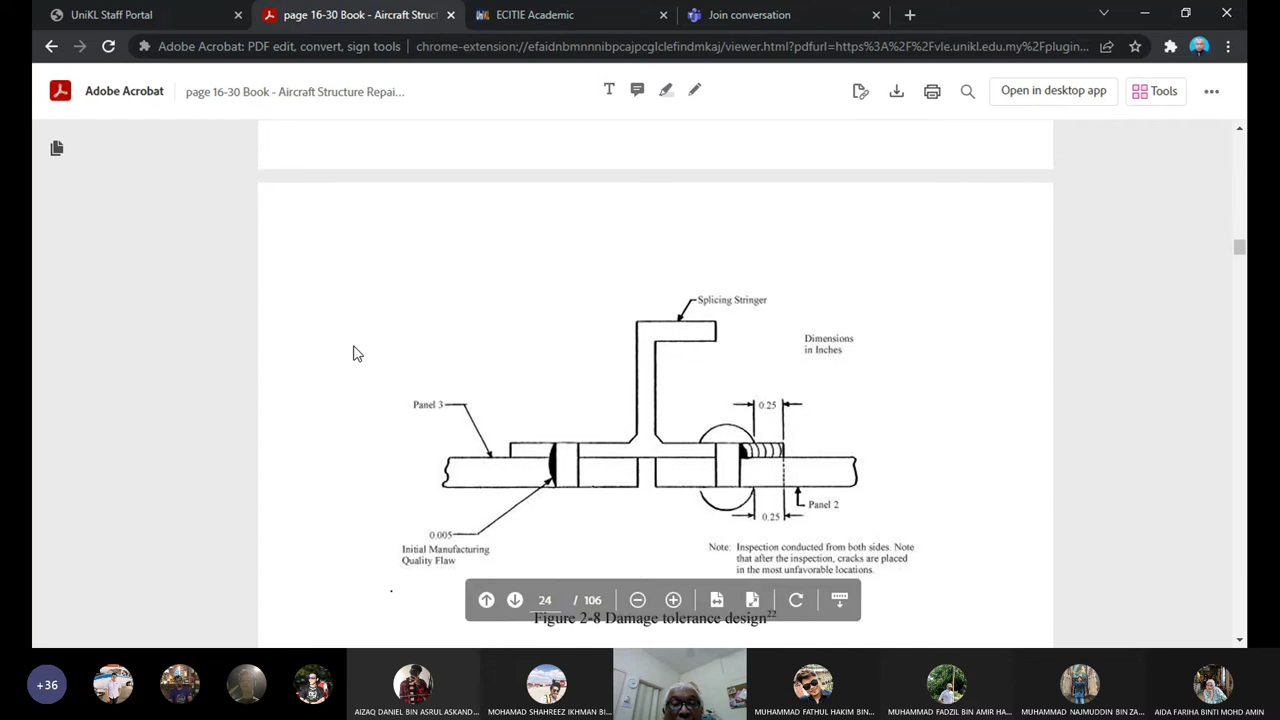 UniKL Staff Portal
page 16-30 Book - Aircraft Struct
ECITIE Academic
Join conversation
Adobe Acrobat: PDF edit, convert, sign tools
chrome-extension://efaidnbmnnnibpcajpcglclefindmkaj/viewer.html?pdfurl=https%3A%2F%2Fvle.unikl.edu.my%2Fplugin...
Adobe Acrobat
page 16-30 Book - Aircraft Structure Repai...
Open in desktop app
Tools
Splicing Stringer
Dimensions
in Inches
Panel 3
0.25
Panel 2
0.25
0.005
Initial Manufacturing
Quality Flaw
Note: Inspection conducted from both sides. Note
that after the inspection, cracks are placed
in the most unfavorable locations.
24 / 106
Figure 2-8 Damage tolerance design22
+36
AIZAQ DANIEL BIN ASRUL ASKAND...
MOHAMAD SHAHREEZ IKHMAN BI...
MUHAMMAD FATHUL HAKIM BIN...
MUHAMMAD FADZIL BIN AMIR HA...
MUHAMMAD NAJMUDDIN BIN ZA...
AIDA FARIHA BINTI MOHD AMIN